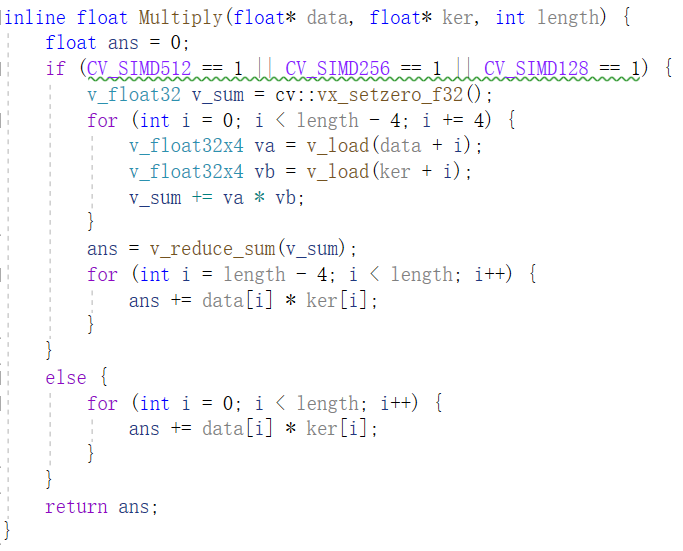 inline float Multiply(float* data, float* ker, int length) {
    float ans = 0;
    if (CV_SIMD512 == 1 || CV_SIMD256 == 1 || CV_SIMD128 == 1) {
        v_float32 v_sum = cv::vx_setzero_f32();
        for (int i = 0; i < length - 4; i += 4) {
            v_float32x4 va = v_load(data + i);
            v_float32x4 vb = v_load(ker + i);
            v_sum += va * vb;
        }
        ans = v_reduce_sum(v_sum);
        for (int i = length - 4; i < length; i++) {
            ans += data[i] * ker[i];
        }
    }
    else {
        for (int i = 0; i < length; i++) {
            ans += data[i] * ker[i];
        }
    }
    return ans;
}